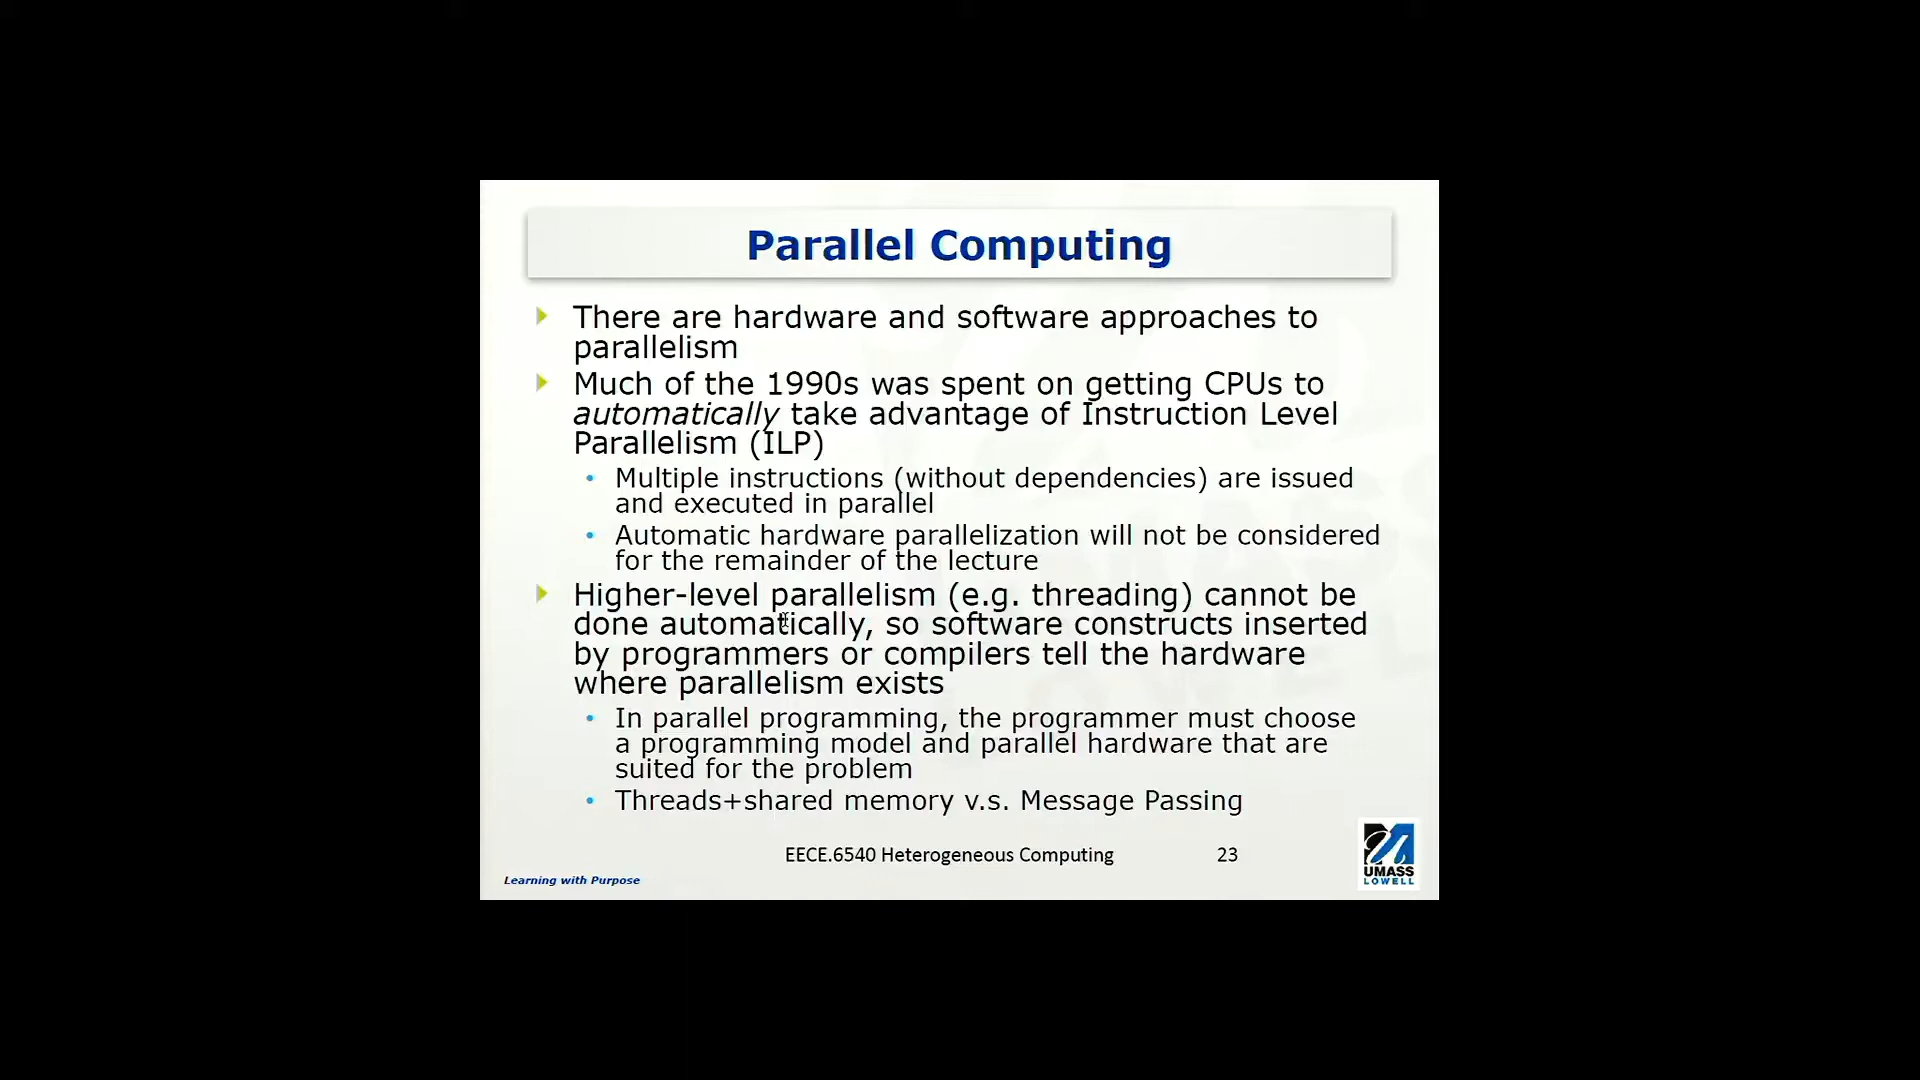 Parallel Computing
There are hardware and software approaches to
parallelism
Much of the 1990s was spent on getting CPUs to
automatically take advantage of Instruction Level
Parallelism (ILP)
Multiple instructions (without dependencies) are issued
and executed in parallel
Automatic hardware parallelization will not be considered
for the remainder of the lecture
Higher-level parallelism (e.g. threading) cannot be
done automatically, so software constructs inserted
by programmers or compilers tell the hardware
where parallelism exists
In parallel programming, the programmer must choose
a programming model and parallel hardware that are
suited for the problem
Threads+shared memory v.s. Message Passing
EECE.6540 Heterogeneous Computing 23
Learning with Purpose
UMASS
LOWELL